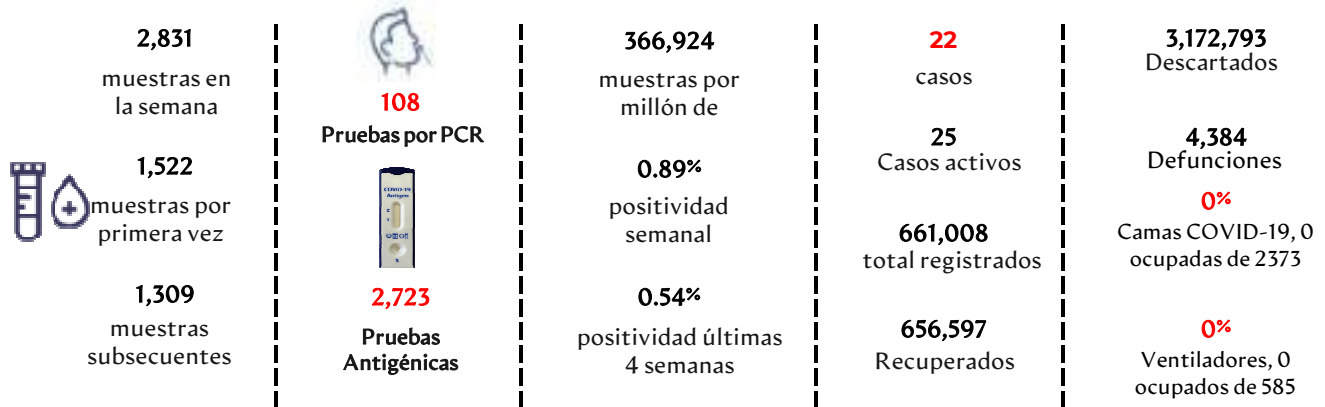 2,831
muestras en
la semana
1,522
muestras por
primera vez
1,309
muestras
subsecuentes
108
Pruebas por PCR
COVID-19
Antigen
2,723
Pruebas
Antigénicas
366,924
muestras por
millón de
0.89%
positividad
semanal
0.54%
positividad últimas
4 semanas
22
casos
25
Casos activos
661,008
total registrados
656,597
Recuperados
3,172,793
Descartados
4,384
Defunciones
0%
Camas COVID-19, 0
ocupadas de 2373
0%
Ventiladores, 0
ocupados de 585